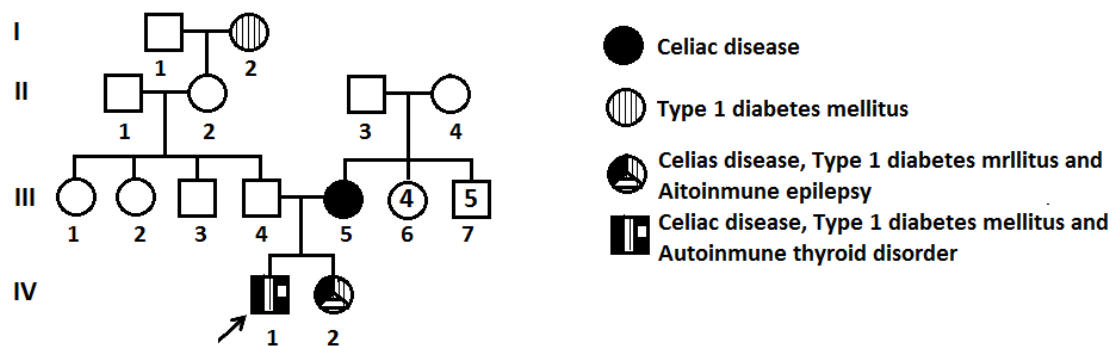 I
1 2
II
1 2 3 4
III
4 5
1 2 3 4 5 6 7
IV
1 2
Celiac disease
Type 1 diabetes mellitus
Celias disease, Type 1 diabetes mrllitus and
Aitoinmune epilepsy
Celiac disease, Type 1 diabetes mellitus and
Autoinmune thyroid disorder